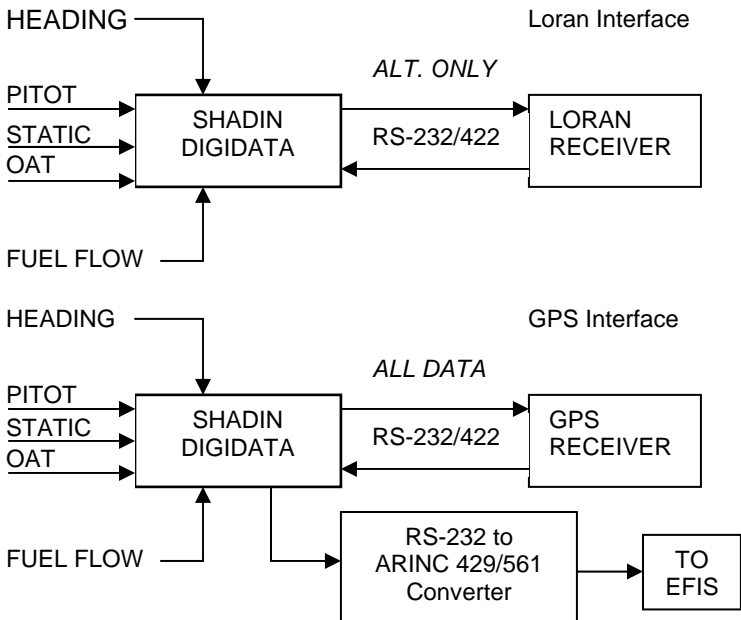 HEADING
Loran Interface
ALT. ONLY
PITOT
STATIC
OAT
SHADIN
DIGIDATA
RS-232/422
LORAN
RECEIVER
FUEL FLOW
HEADING
GPS Interface
ALL DATA
PITOT
STATIC
OAT
SHADIN
DIGIDATA
RS-232/422
GPS
RECEIVER
FUEL FLOW
RS-232 to
ARINC 429/561
Converter
TO
EFIS